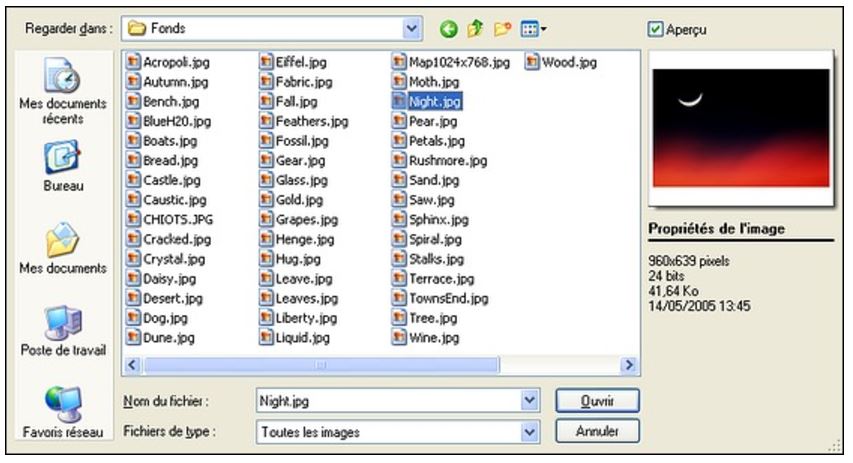 Regarder dans :
Fonds
Aperçu
Mes documents
récents
Bureau
Mes documents
Poste de travail
Favoris réseau
Acropoli.jpg
Autumn.jpg
Bench.jpg
BlueH20.jpg
Boats.jpg
Bread.jpg
Castle.jpg
Caustic.jpg
CHIOTS.JPG
Cracked.jpg
Crystal.jpg
Daisy.jpg
Desert.jpg
Dog.jpg
Dune.jpg
Eiffel.jpg
Fabric.jpg
Fall.jpg
Feathers.jpg
Fossil.jpg
Gear.jpg
Glass.jpg
Gold.jpg
Grapes.jpg
Henge.jpg
Hug.jpg
Leave.jpg
Leaves.jpg
Liberty.jpg
Liquid.jpg
Map1024x768.jpg
Moth.jpg
Night.jpg
Pear.jpg
Petals.jpg
Rushmore.jpg
Sand.jpg
Saw.jpg
Sphinx.jpg
Spiral.jpg
Stalks.jpg
Terrace.jpg
TownsEnd.jpg
Tree.jpg
Wine.jpg
Wood.jpg
Propriétés de l'image
960x639 pixels
24 bits
41,64 Ko
14/05/2005 13:45
Nom du fichier :
Night.jpg
Ouvrir
Fichiers de type :
Toutes les images
Annuler